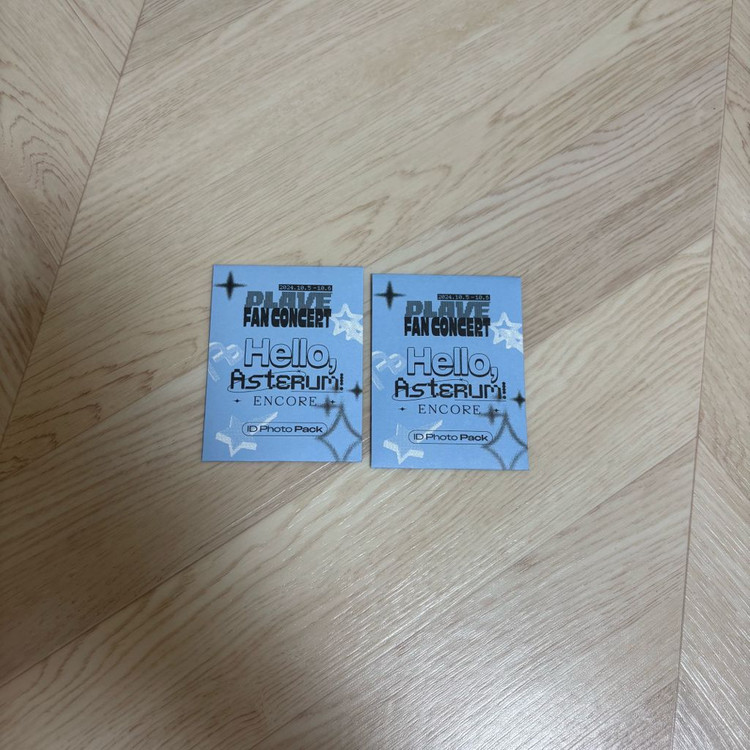 2024.10.5 -10.6
PLAVE
FAN CONCERT
Hello,
Asterum!
ENCORE
ID Photo Pack
2024.10.5 -10.6
PLAVE
FAN CONCERT
Hello,
Asterum!
ENCORE
ID Photo Pack